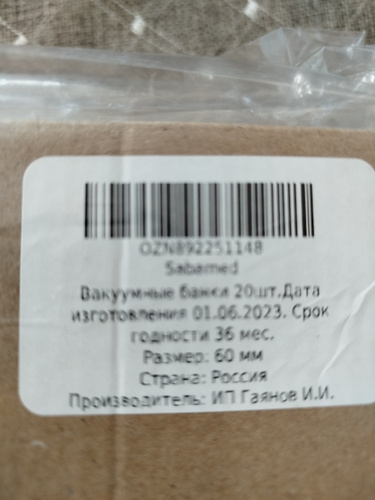 OZN892251148
Sabamed
Вакуумные банки 20шт.Дата
изготовления 01.06.2023. Срок
годности 36 мес.
Размер: 60 мм
Страна: Россия
Производитель: ИП Гаянов И.И.